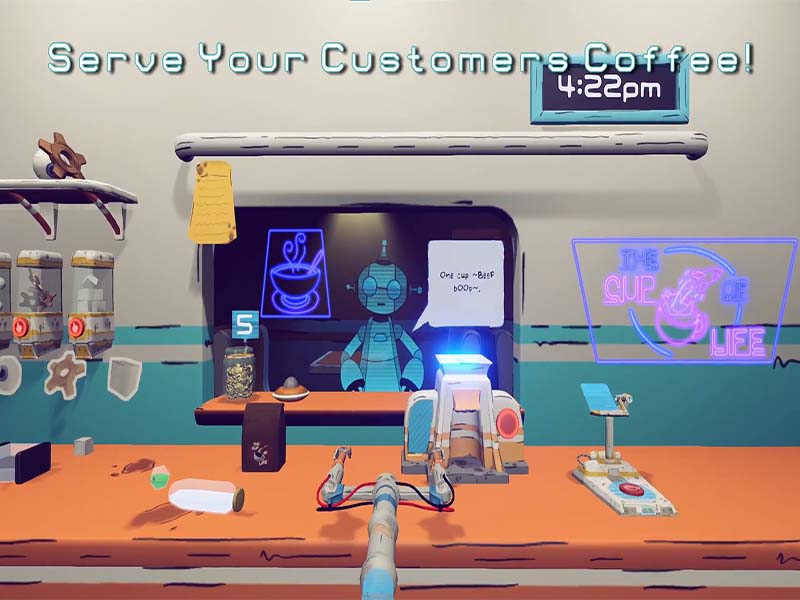 Serve Your Customers Coffee!
4:22pm
One cup ~Beep
bOOp~.
THE
CUP OF
LIFE
5